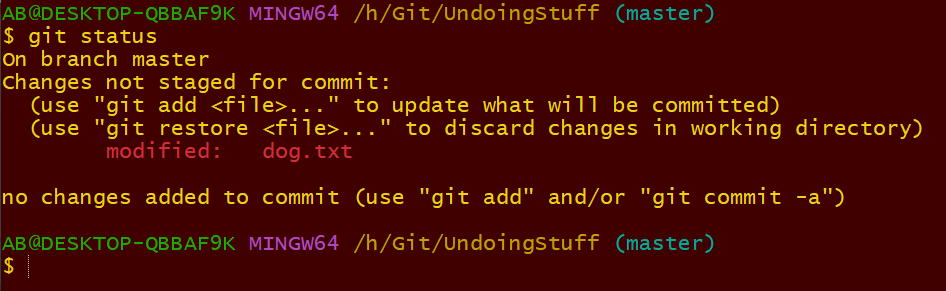 AB@DESKTOP-QBBAF9K MINGW64 /h/Git/UndoingStuff (master)
$ git status
On branch master
Changes not staged for commit:
  (use "git add <file>..." to update what will be committed)
  (use "git restore <file>..." to discard changes in working directory)
        modified:   dog.txt

no changes added to commit (use "git add" and/or "git commit -a")

AB@DESKTOP-QBBAF9K MINGW64 /h/Git/UndoingStuff (master)
$